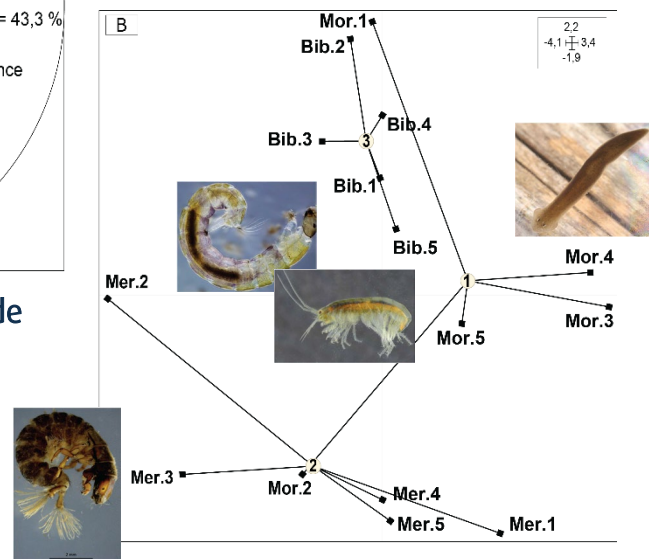 = 43,3 %
nce
de
B
2,2
-4,1 3,4
-1,9
Mor.1
Bib.2
Bib.4
Bib.3
3
Bib.1
Bib.5
Mor.4
1
Mer.2
Mor.3
Mor.5
2
Mer.3
Mor.2
Mer.4
Mer.5
Mer.1